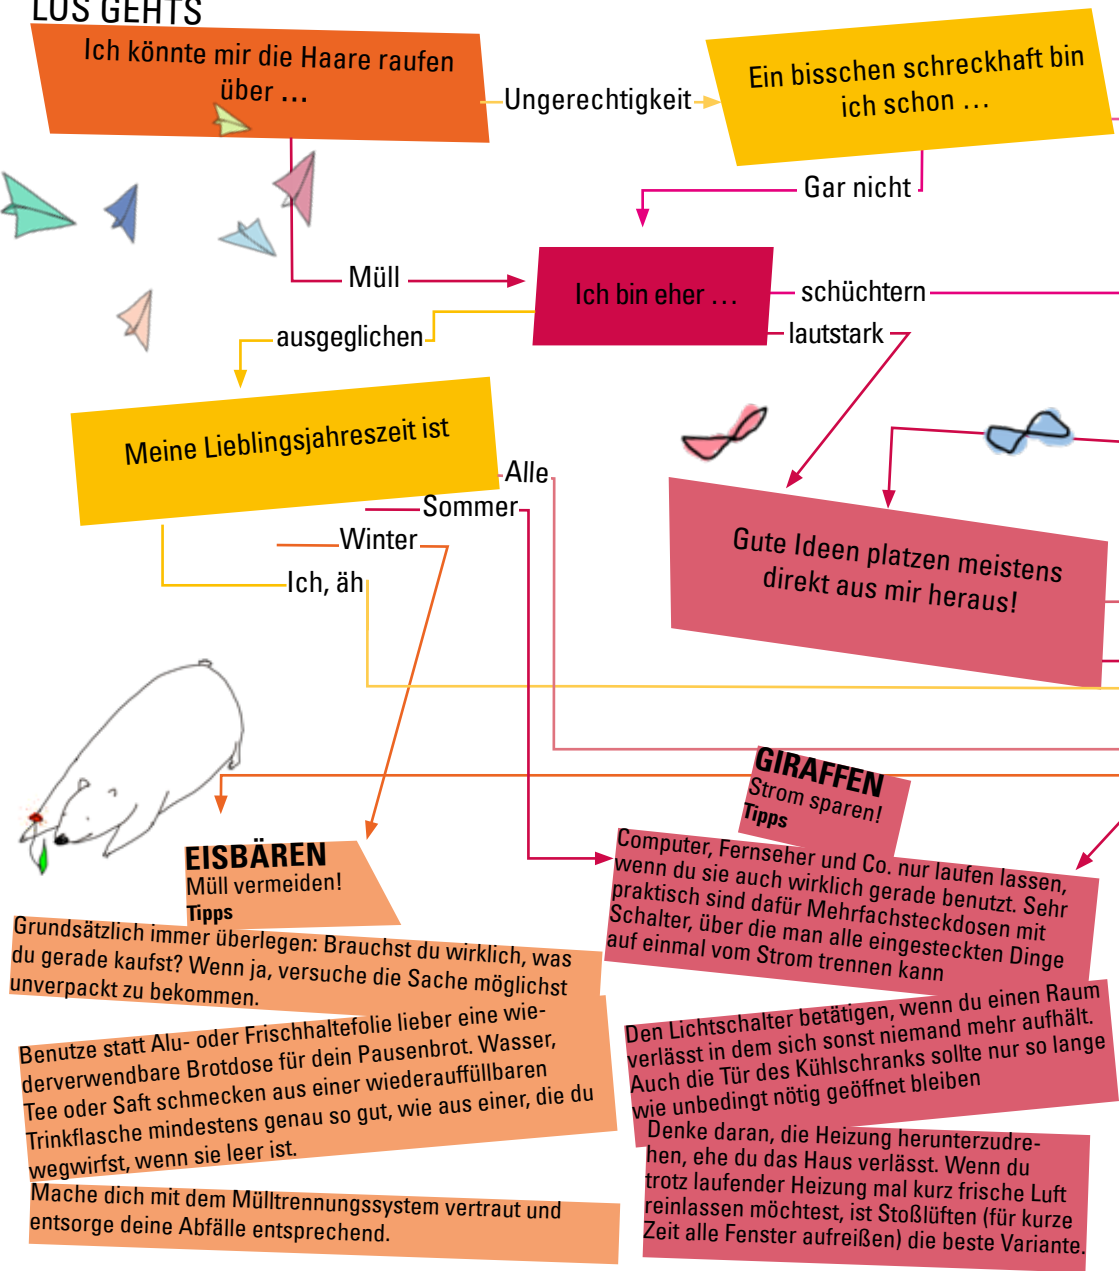 LOS GEHTS
Ich könnte mir die Haare raufen
über ...
Ungerechtigkeit
Ein bisschen schreckhaft bin
ich schon ...
Gar nicht
Müll
Ich bin eher ...
schüchtern
lautstark
ausgeglichen
Meine Lieblingsjahreszeit ist
Alle
Sommer
Winter
Ich, äh
Gute Ideen platzen meistens
direkt aus mir heraus!
EISBÄREN
Müll vermeiden!
Tipps
Grundsätzlich immer überlegen: Brauchst du wirklich, was
du gerade kaufst? Wenn ja, versuche die Sache möglichst
unverpackt zu bekommen.
Benutze statt Alu- oder Frischhaltefolie lieber eine wie-
derverwendbare Brotdose für dein Pausenbrot. Wasser,
Tee oder Saft schmecken aus einer wiederauffüllbaren
Trinkflasche mindestens genau so gut, wie aus einer, die du
wegwirfst, wenn sie leer ist.
Mache dich mit dem Mülltrennungssystem vertraut und
entsorge deine Abfälle entsprechend.
GIRAFFEN
Strom sparen!
Tipps
Computer, Fernseher und Co. nur laufen lassen,
wenn du sie auch wirklich gerade benutzt. Sehr
praktisch sind dafür Mehrfachsteckdosen mit
Schalter, über die man alle eingesteckten Dinge
auf einmal vom Strom trennen kann
Den Lichtschalter betätigen, wenn du einen Raum
verlässt in dem sich sonst niemand mehr aufhält.
Auch die Tür des Kühlschranks sollte nur so lange
wie unbedingt nötig geöffnet bleiben
Denke daran, die Heizung herunterzudre-
hen, ehe du das Haus verlässt. Wenn du
trotz laufender Heizung mal kurz frische Luft
reinlassen möchtest, ist Stoßlüften (für kurze
Zeit alle Fenster aufreißen) die beste Variante.